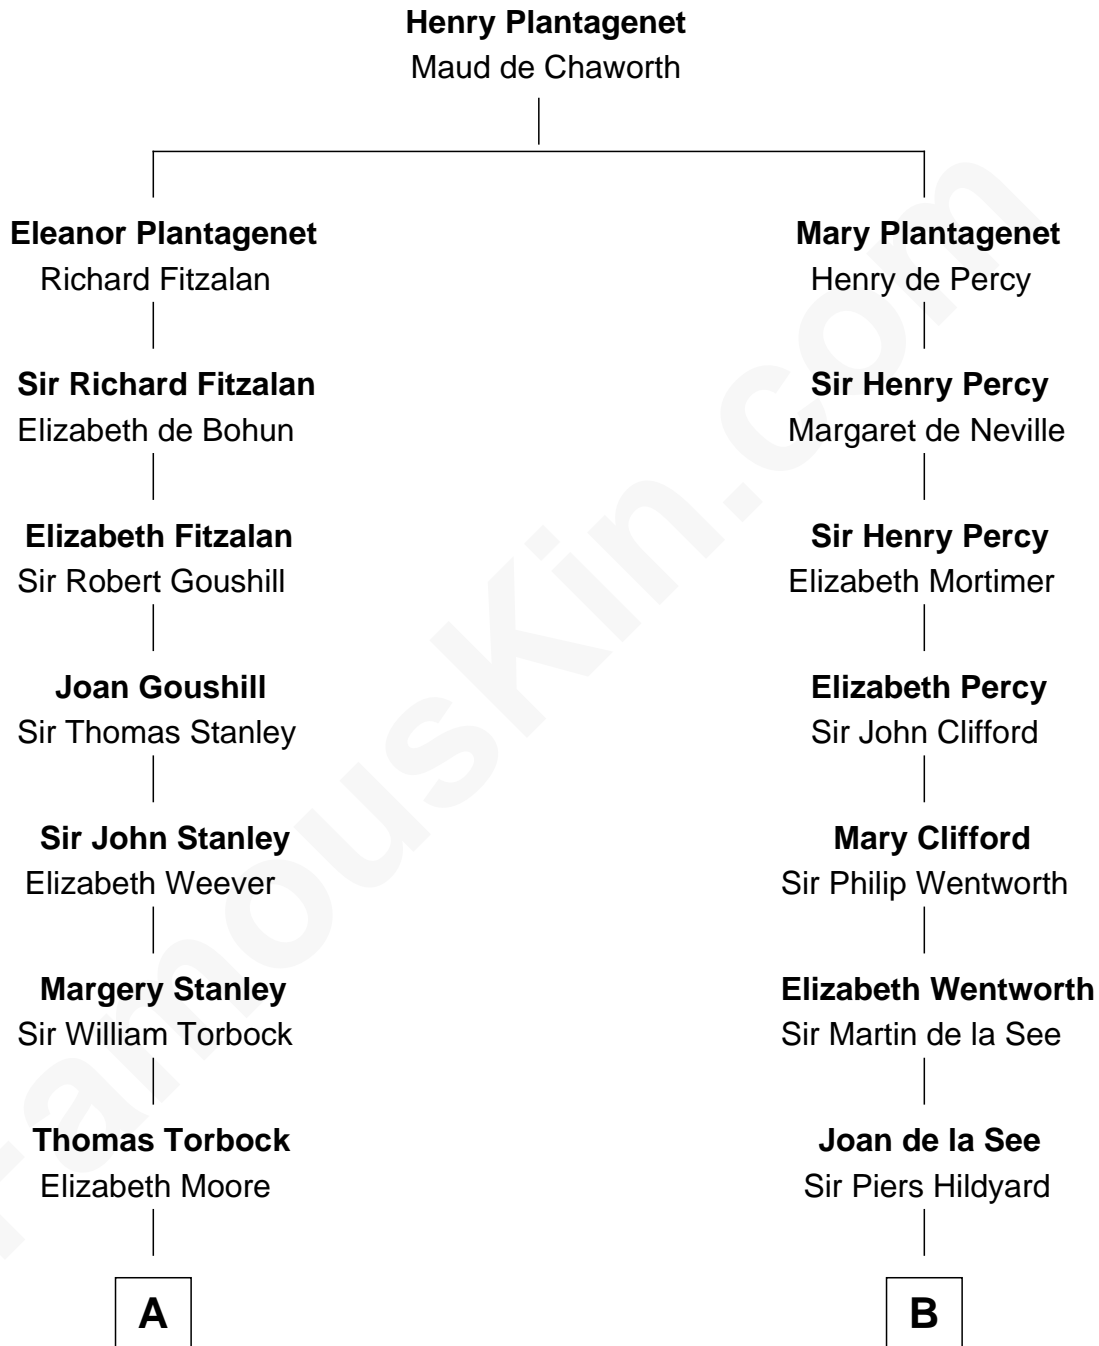 Henry Plantagenet
Maud de Chaworth
Eleanor Plantagenet
Richard Fitzalan
Mary Plantagenet
Henry de Percy
Sir Richard Fitzalan
Elizabeth de Bohun
Sir Henry Percy
Margaret de Neville
Elizabeth Fitzalan
Sir Robert Goushill
Sir Henry Percy
Elizabeth Mortimer
Joan Goushill
Sir Thomas Stanley
Elizabeth Percy
Sir John Clifford
Sir John Stanley
Elizabeth Weever
Mary Clifford
Sir Philip Wentworth
Margery Stanley
Sir William Torbock
Elizabeth Wentworth
Sir Martin de la See
Thomas Torbock
Elizabeth Moore
Joan de la See
Sir Piers Hildyard
A
B
FamousKin.com